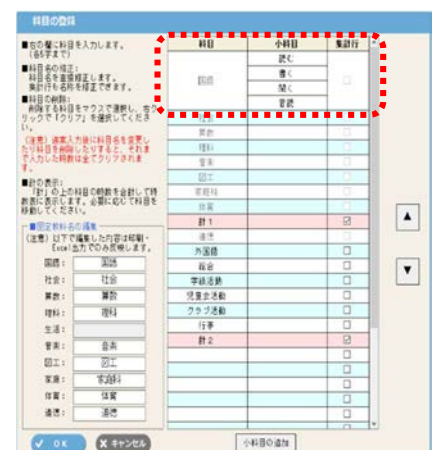 科目の登録
■右の欄に科目を入力します。
(各5字まで)
■科目名の修正:
科目名を直接修正します。
集計行も名称を修正できます。
■科目の削除:
削除する科目をマウスで選択し、右ク
リックで「クリア」を選択してくださ
い。
(注意) 週案入力後に科目名を変更し
たり科目を削除したりすると、それま
で入力した時数は全てクリアされま
す。
■計の表示:
「計」の上の科目の時数を合計して時
数表に表示します。必要に応じて科目を
移動してください。
■固定教科名の編集
(注意) 以下で編集した内容は印刷・
Excel出力でのみ反映します。
国語: 国語
社会: 社会
算数: 算数
理科: 理科
生活:
音楽: 音楽
図工: 図工
家庭: 家庭科
体育: 体育
道徳: 道徳
OK キャンセル
科目 小科目 集計行
国語
読む
書く
聞く
音読
社会
算数
理科
音楽
図工
家庭科
体育
計1
道徳
外国語
総合
学級活動
児童会活動
クラブ活動
行事
計2
小科目の追加